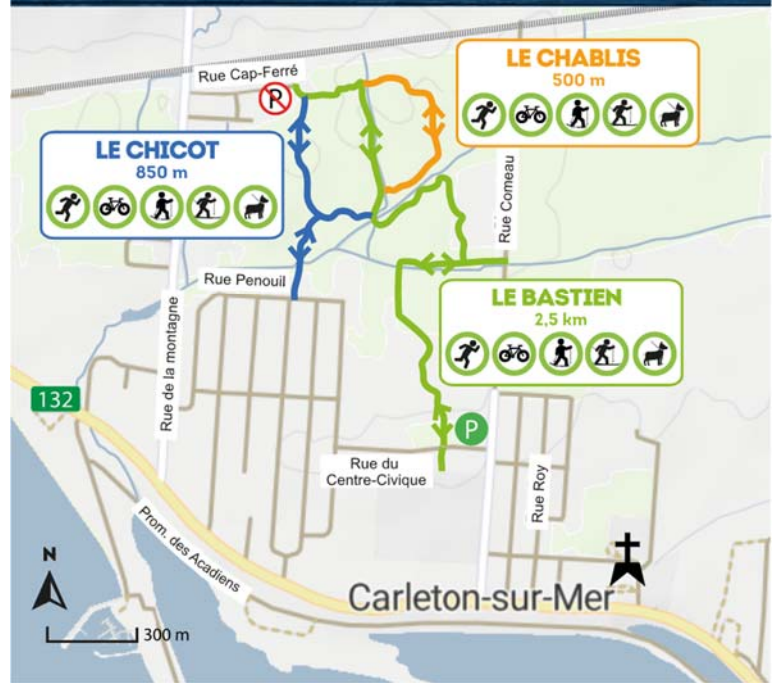 Rue Cap-Ferré
P
LE CHABLIS
500 m
LE CHICOT
850 m
Rue Comeau
Rue Penouil
LE BASTIEN
2,5 km
Rue de la montagne
132
P
Rue du
Centre-Civique
Rue Roy
Prom. des Acadiens
N
Carleton-sur-Mer
300 m